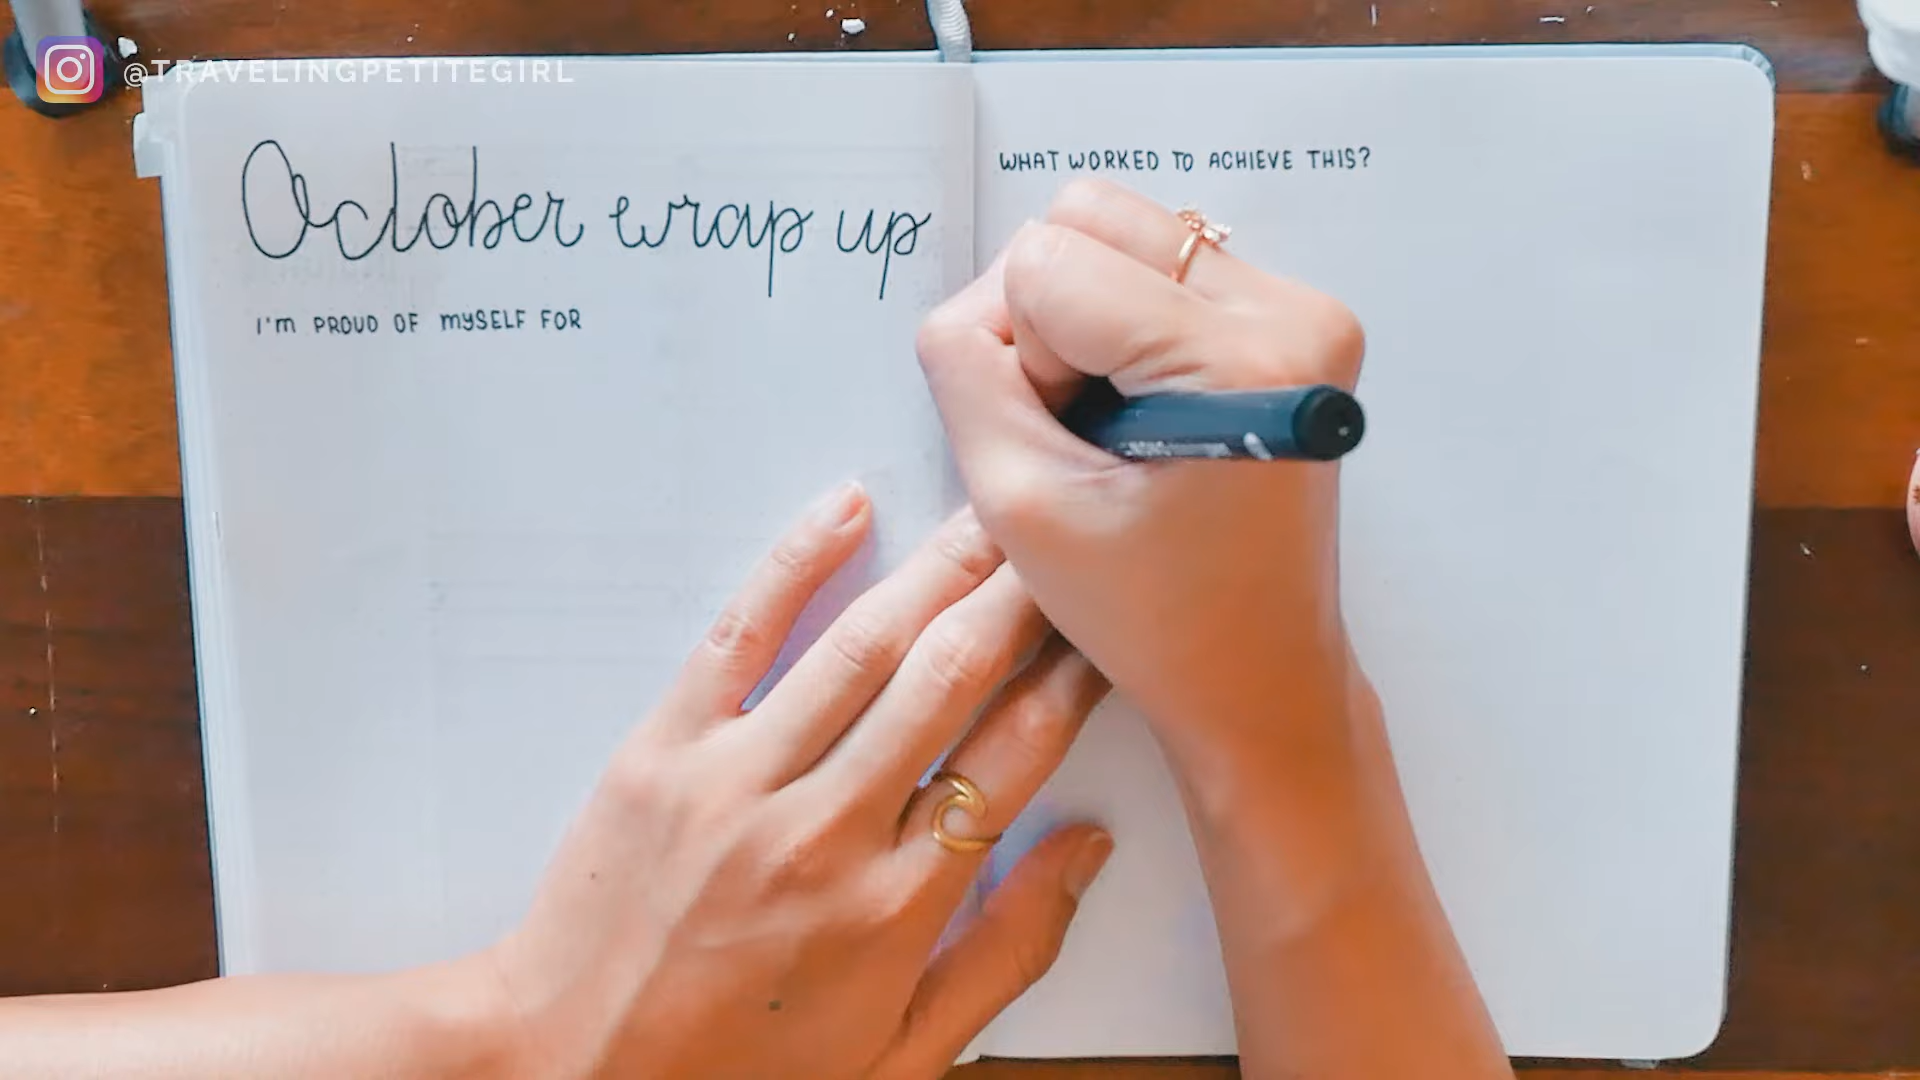 @TRAVELINGPETITEGIRL
October wrap up
I'm PROUD OF mySELF FOR
WHAT WORKED TO ACHIEVE THIS?